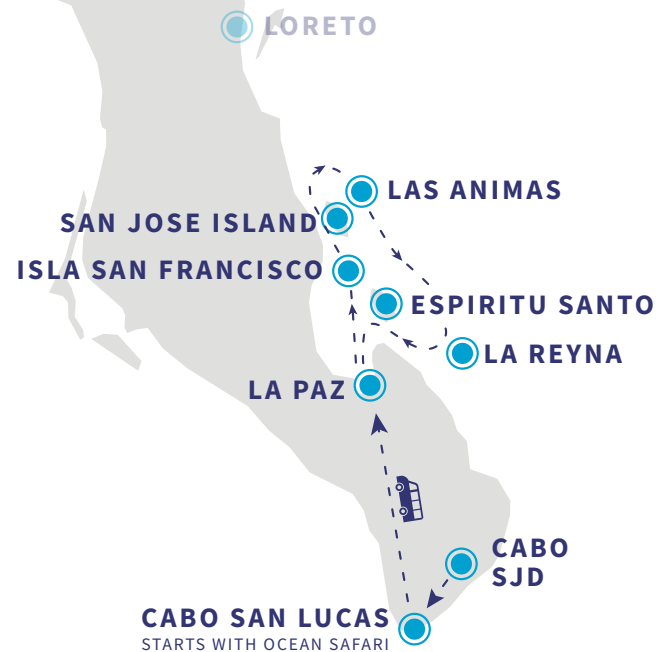 LORETO
LAS ANIMAS
SAN JOSE ISLAND
ISLA SAN FRANCISCO
ESPIRITU SANTO
LA REYNA
LA PAZ
CABO
SJD
CABO SAN LUCAS
STARTS WITH OCEAN SAFARI